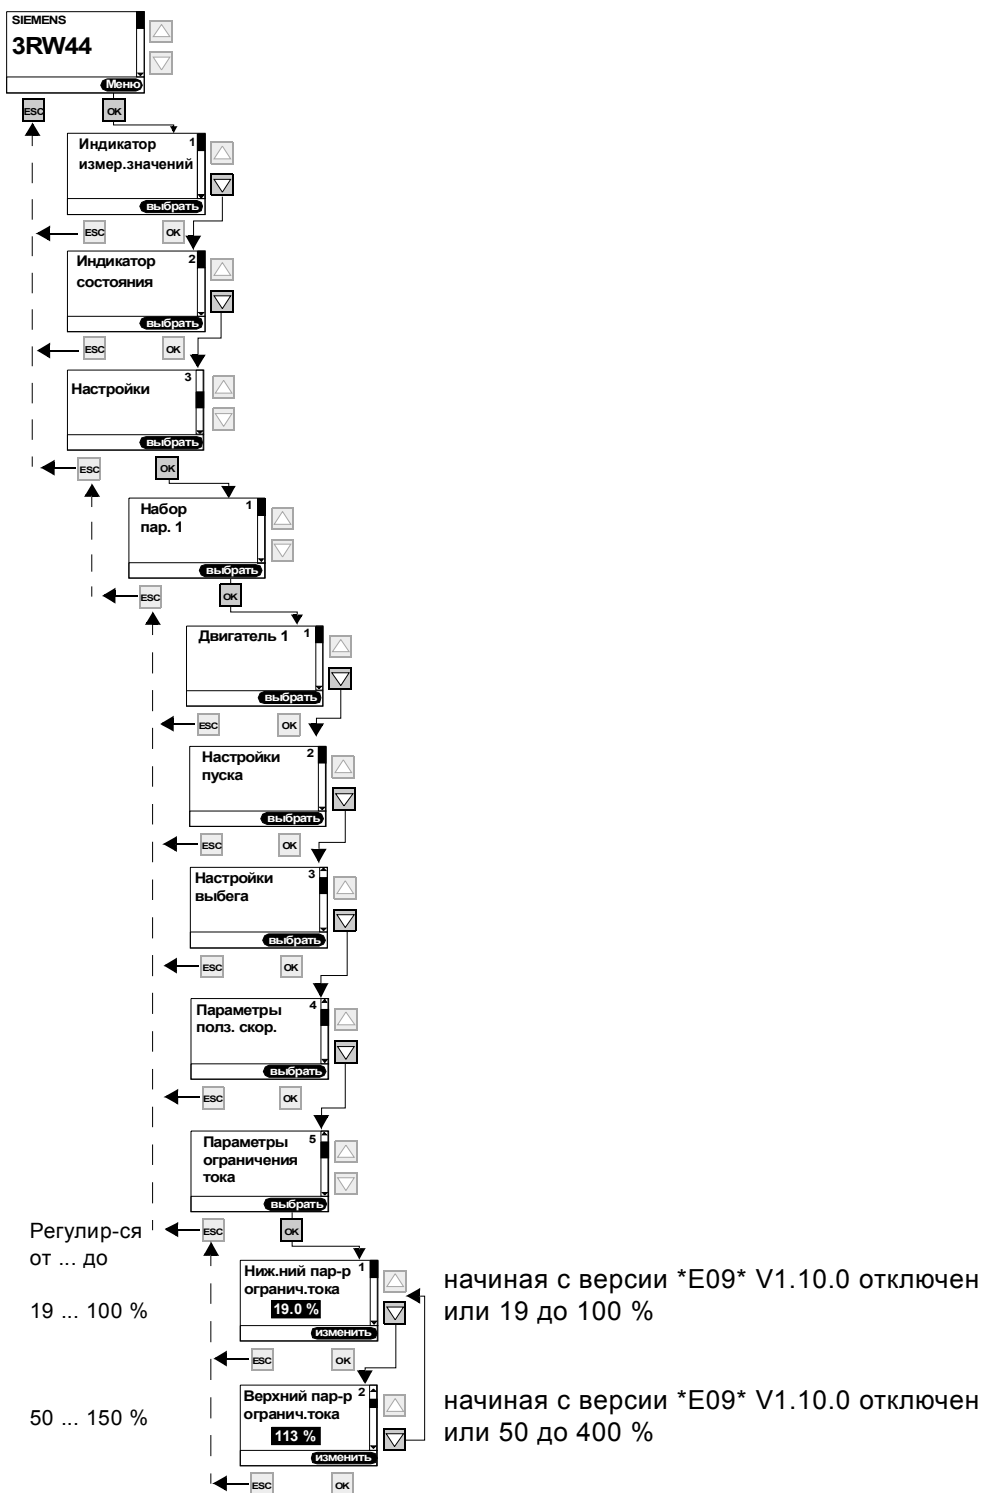 SIEMENS
3RW44
Меню
ESC
OK
Индикатор 1
измер.значений
выбрать
ESC OK
Индикатор 2
состояния
выбрать
ESC OK
3
Настройки
выбрать
ESC OK
Набор 1
пар. 1
выбрать
ESC OK
Двигатель 1 1
выбрать
ESC OK
Настройки 2
пуска
выбрать
ESC OK
Настройки 3
выбега
выбрать
ESC OK
Параметры 4
полз. скор.
выбрать
ESC OK
Параметры 5
ограничения
тока
выбрать
Регулир-ся
от ... до
ESC OK
Ниж.ний пар-р 1
огранич.тока
19.0 %
изменить
19 ... 100 %
начиная с версии *E09* V1.10.0 отключен
или 19 до 100 %
ESC OK
Верхний пар-р 2
огранич.тока
113 %
изменить
50 ... 150 %
начиная с версии *E09* V1.10.0 отключен
или 50 до 400 %
ESC OK